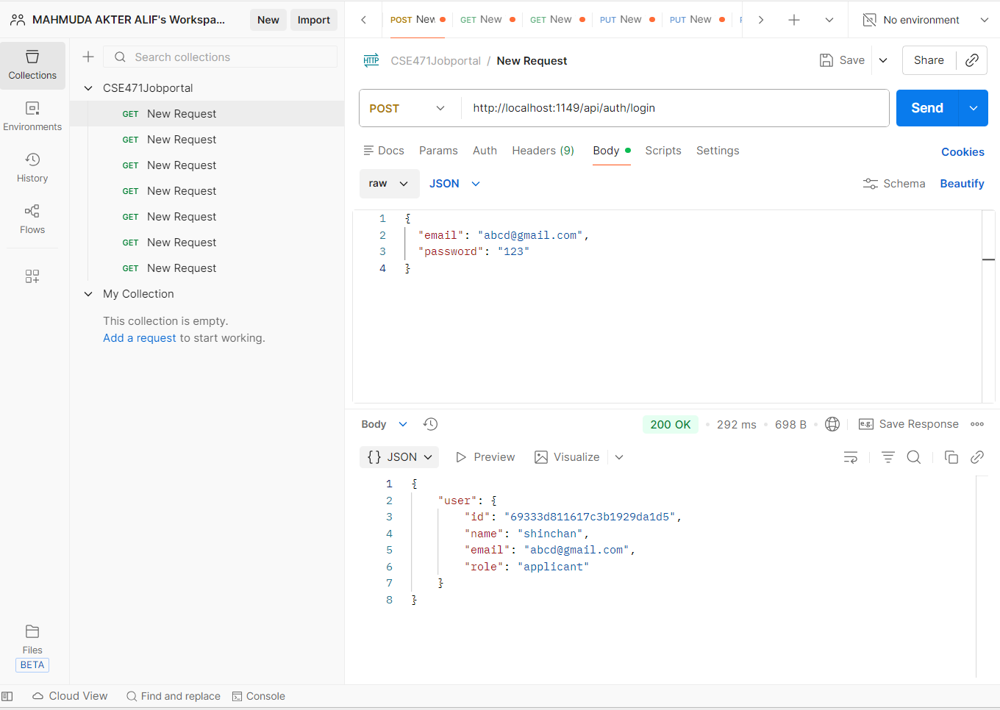 MAHMUDA AKTER ALIF's Workspa... New Import
POST New GET New GET New PUT New PUT New No environment
Collections
Search collections
HTTP CSE471Jobportal / New Request Save Share
CSE471Jobportal
GET New Request
GET New Request
GET New Request
GET New Request
GET New Request
GET New Request
GET New Request
My Collection
This collection is empty.
Add a request to start working.
Environments
History
Flows
Files
BETA
POST http://localhost:1149/api/auth/login Send
Docs Params Auth Headers (9) Body Scripts Settings Cookies
raw JSON Schema Beautify
1 {
2 "email": "abcd@gmail.com",
3 "password": "123"
4 }
Body 200 OK 292 ms 698 B e.g. Save Response
{} JSON Preview Visualize
1 {
2 "user": {
3 "id": "69333d811617c3b1929da1d5",
4 "name": "shinchan",
5 "email": "abcd@gmail.com",
6 "role": "applicant"
7 }
8 }
Cloud View Find and replace Console